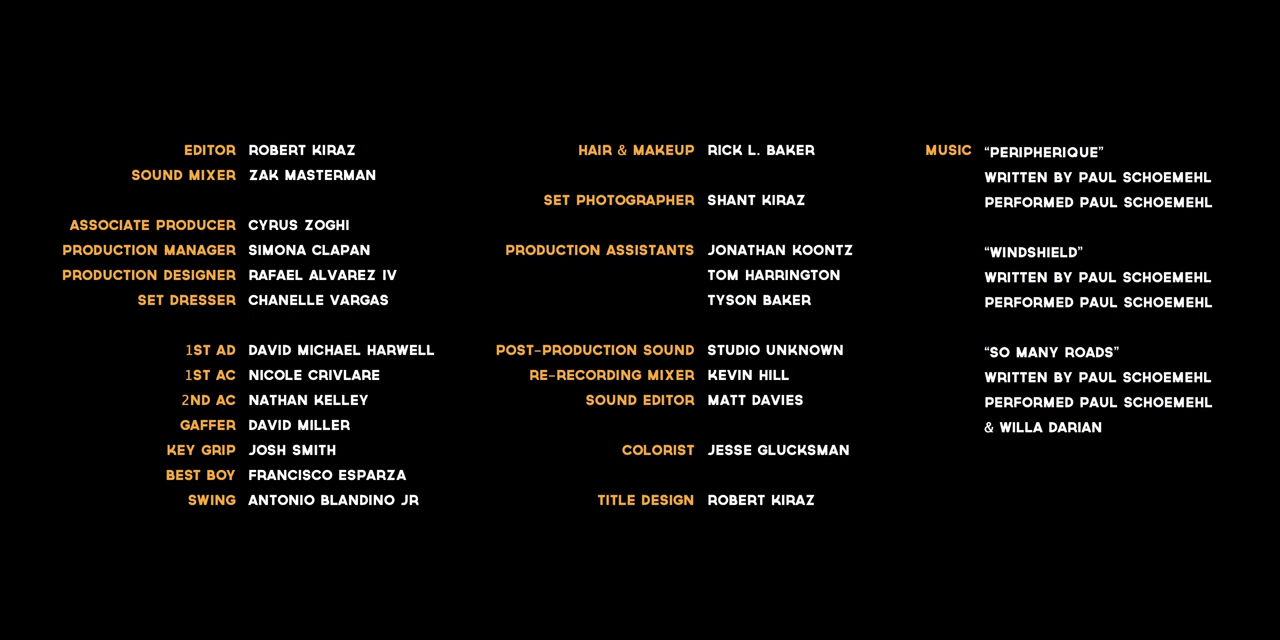 EDITOR ROBERT KIRAZ
SOUND MIXER ZAK MASTERMAN
ASSOCIATE PRODUCER CYRUS ZOGHI
PRODUCTION MANAGER SIMONA CLAPAN
PRODUCTION DESIGNER RAFAEL ALVAREZ IV
SET DRESSER CHANELLE VARGAS
1ST AD DAVID MICHAEL HARWELL
1ST AC NICOLE CRIVLARE
2ND AC NATHAN KELLEY
GAFFER DAVID MILLER
KEY GRIP JOSH SMITH
BEST BOY FRANCISCO ESPARZA
SWING ANTONIO BLANDINO JR
HAIR & MAKEUP RICK L. BAKER
SET PHOTOGRAPHER SHANT KIRAZ
PRODUCTION ASSISTANTS JONATHAN KOONTZ
TOM HARRINGTON
TYSON BAKER
POST-PRODUCTION SOUND STUDIO UNKNOWN
RE-RECORDING MIXER KEVIN HILL
SOUND EDITOR MATT DAVIES
COLORIST JESSE GLUCKSMAN
TITLE DESIGN ROBERT KIRAZ
MUSIC “PERIPHERIQUE”
WRITTEN BY PAUL SCHOEMEHL
PERFORMED PAUL SCHOEMEHL
“WINDSHIELD”
WRITTEN BY PAUL SCHOEMEHL
PERFORMED PAUL SCHOEMEHL
“SO MANY ROADS”
WRITTEN BY PAUL SCHOEMEHL
PERFORMED PAUL SCHOEMEHL
& WILLA DARIAN